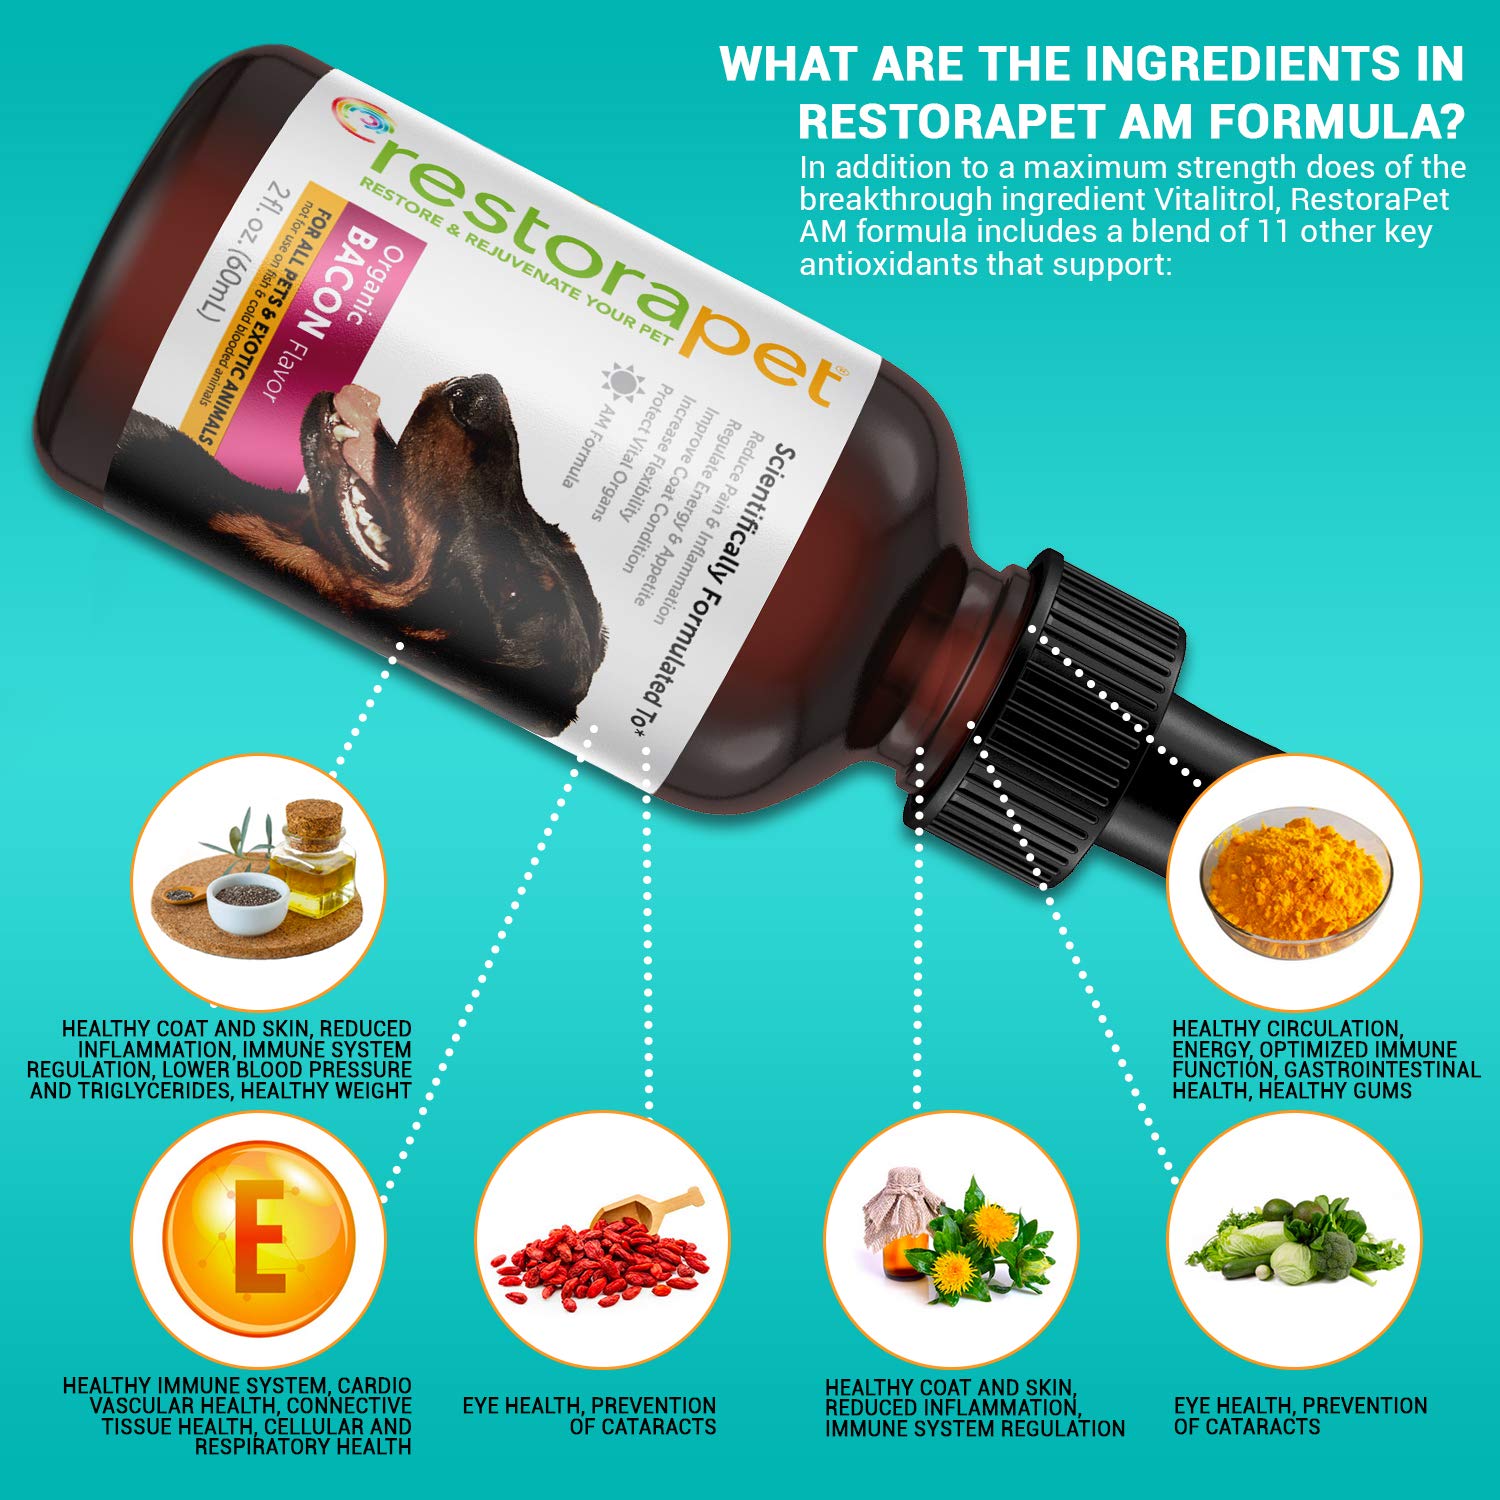 WHAT ARE THE INGREDIENTS IN
RESTORAPET AM FORMULA?
In addition to a maximum strength does of the
breakthrough ingredient Vitalitrol, RestoraPet
AM formula includes a blend of 11 other key
antioxidants that support:
restorapet®
RESTORE & REJUVENATE YOUR PET
Organic
BACON Flavor
FOR ALL PETS & EXOTIC ANIMALS
not for use on fish & cold blooded animals
2fl. oz. (60mL)
Scientifically Formulated To*
Reduce Pain & Inflammation
Regulate Energy & Appetite
Improve Coat Condition
Increase Flexibility
Protect Vital Organs
AM Formula
HEALTHY COAT AND SKIN, REDUCED
INFLAMMATION, IMMUNE SYSTEM
REGULATION, LOWER BLOOD PRESSURE
AND TRIGLYCERIDES, HEALTHY WEIGHT
HEALTHY CIRCULATION,
ENERGY, OPTIMIZED IMMUNE
FUNCTION, GASTROINTESTINAL
HEALTH, HEALTHY GUMS
E
HEALTHY IMMUNE SYSTEM, CARDIO
VASCULAR HEALTH, CONNECTIVE
TISSUE HEALTH, CELLULAR AND
RESPIRATORY HEALTH
EYE HEALTH, PREVENTION
OF CATARACTS
HEALTHY COAT AND SKIN,
REDUCED INFLAMMATION,
IMMUNE SYSTEM REGULATION
EYE HEALTH, PREVENTION
OF CATARACTS